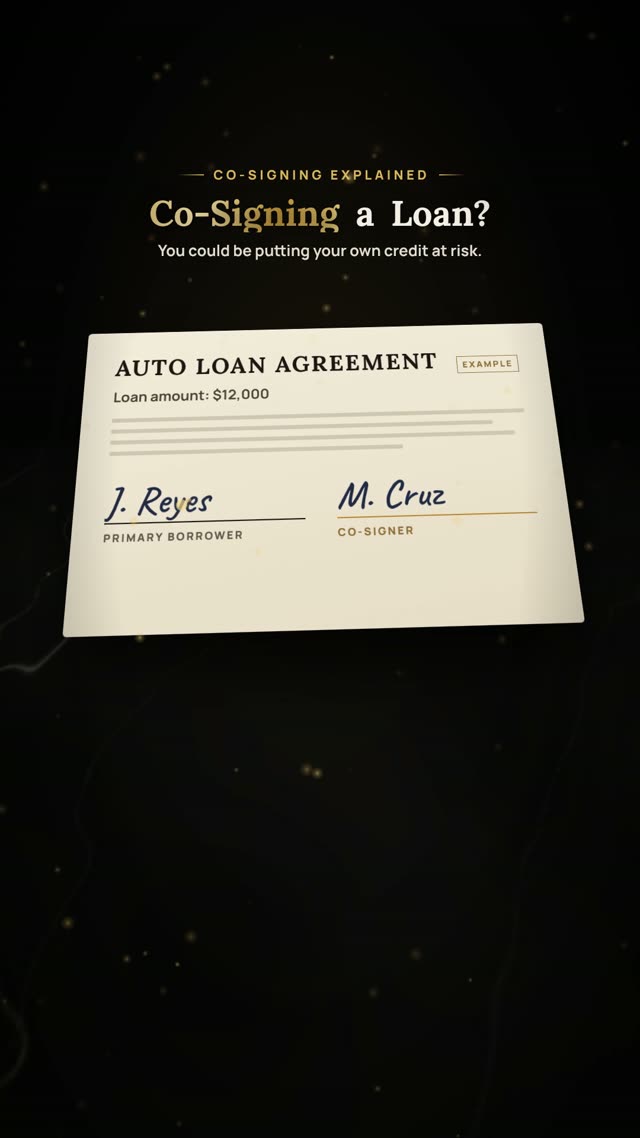 CO-SIGNING EXPLAINED
Co-Signing a Loan?
You could be putting your own credit at risk.
AUTO LOAN AGREEMENT
EXAMPLE
Loan amount: $12,000
J. Reyes
M. Cruz
PRIMARY BORROWER
CO-SIGNER